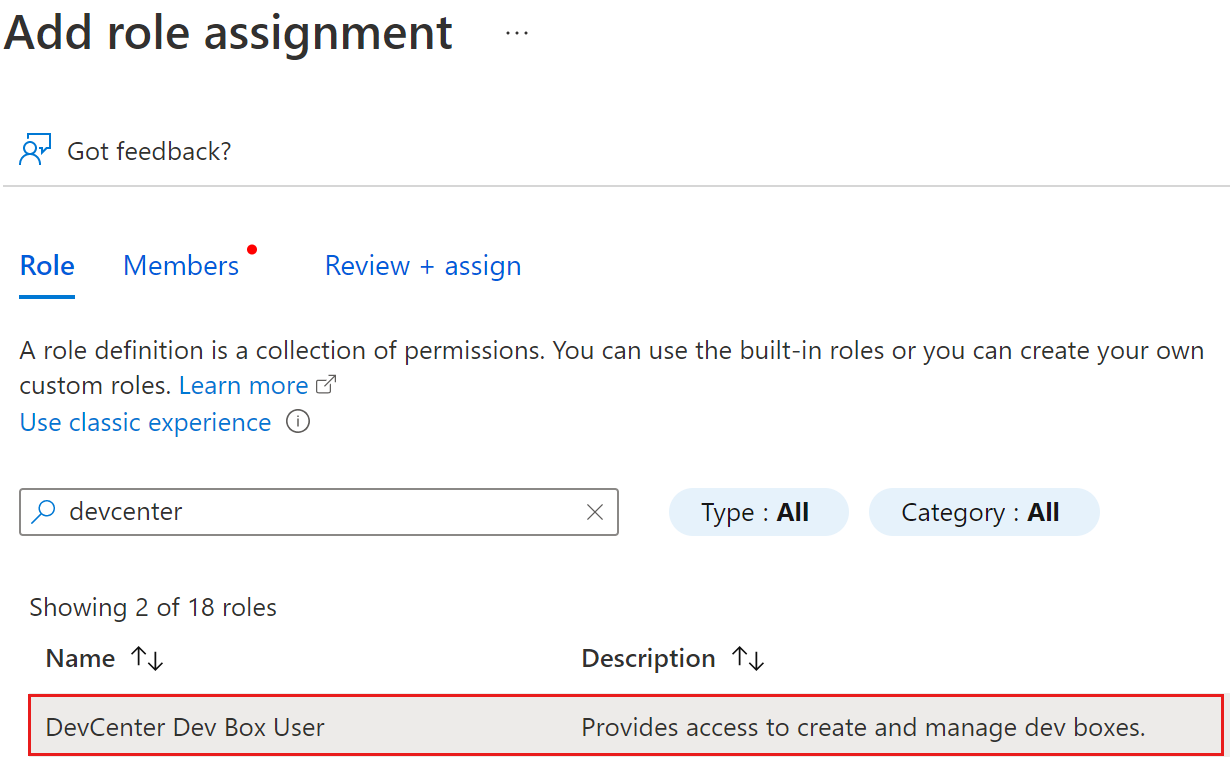 Add role assignment ...
Got feedback?
Role Members Review + assign
A role definition is a collection of permissions. You can use the built-in roles or you can create your own
custom roles. Learn more
Use classic experience
devcenter Type : All Category : All
Showing 2 of 18 roles
Name ↑↓ Description ↑↓
DevCenter Dev Box User Provides access to create and manage dev boxes.